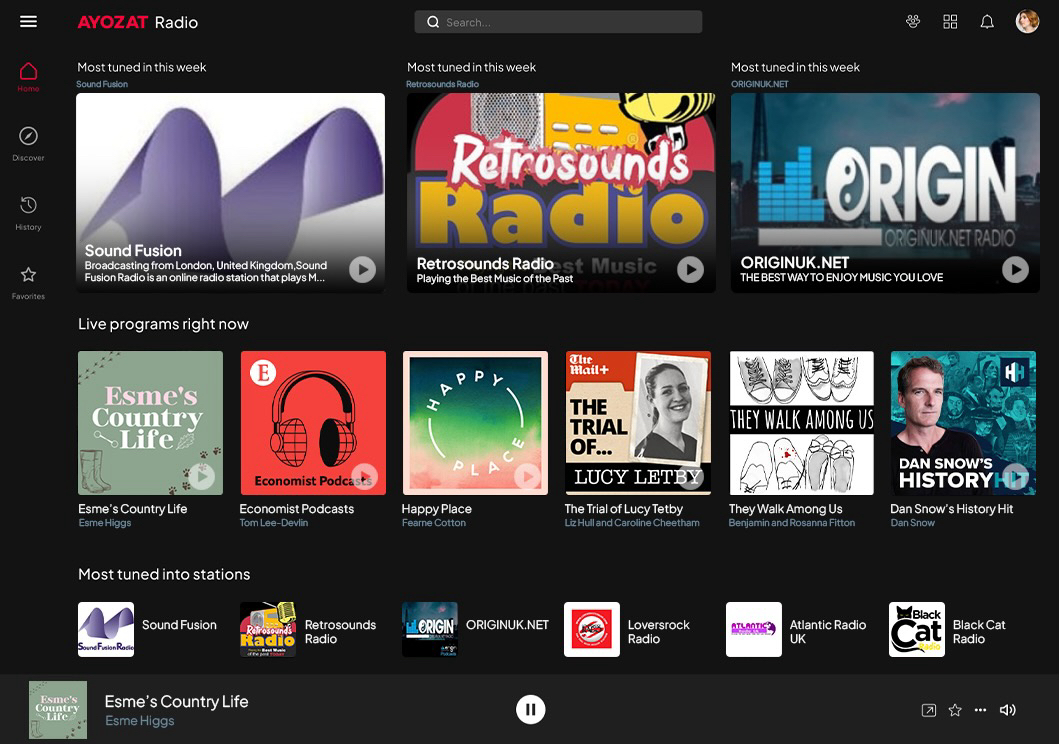 AYOZAT Radio
Search...
Home
Discover
History
Favorites
Most tuned in this week
Sound Fusion
Sound Fusion
Broadcasting from London, United Kingdom,Sound
Fusion Radio is an online radio station that plays M...
Most tuned in this week
Retrosounds Radio
Retrosounds
Radio
Retrosounds Radio
Playing the Best Music of the Past
Most tuned in this week
ORIGINUK.NET
ORIGIN
ORIGINUK.NET RADIO
ORIGINUK.NET
THE BEST WAY TO ENJOY MUSIC YOU LOVE
Live programs right now
Esme's
Country
Life
Esme's Country Life
Esme Higgs
E
Economist Podcasts
Economist Podcasts
Tom Lee-Devlin
HAPPY
PLACE
Happy Place
Fearne Cotton
The
Mail+
THE
TRIAL
OF...
LUCY LETBY
The Trial of Lucy Tetby
Liz Hull and Caroline Cheetham
THEY WALK AMONG US
They Walk Among Us
Benjamin and Rosanna Fitton
DAN SNOW'S
HISTORY HIT
Dan Snow's History Hit
Dan Snow
Most tuned into stations
Sound Fusion Radio
Sound Fusion
Retrosounds
Radio
Retrosounds
Radio
ORIGIN
ORIGINUK.NET
Loversrock
Radio
ATLANTIC
Atlantic Radio
UK
Black
Cat
Radio
Black Cat
Radio
Esme's
Country
Life
Esme's Country Life
Esme Higgs